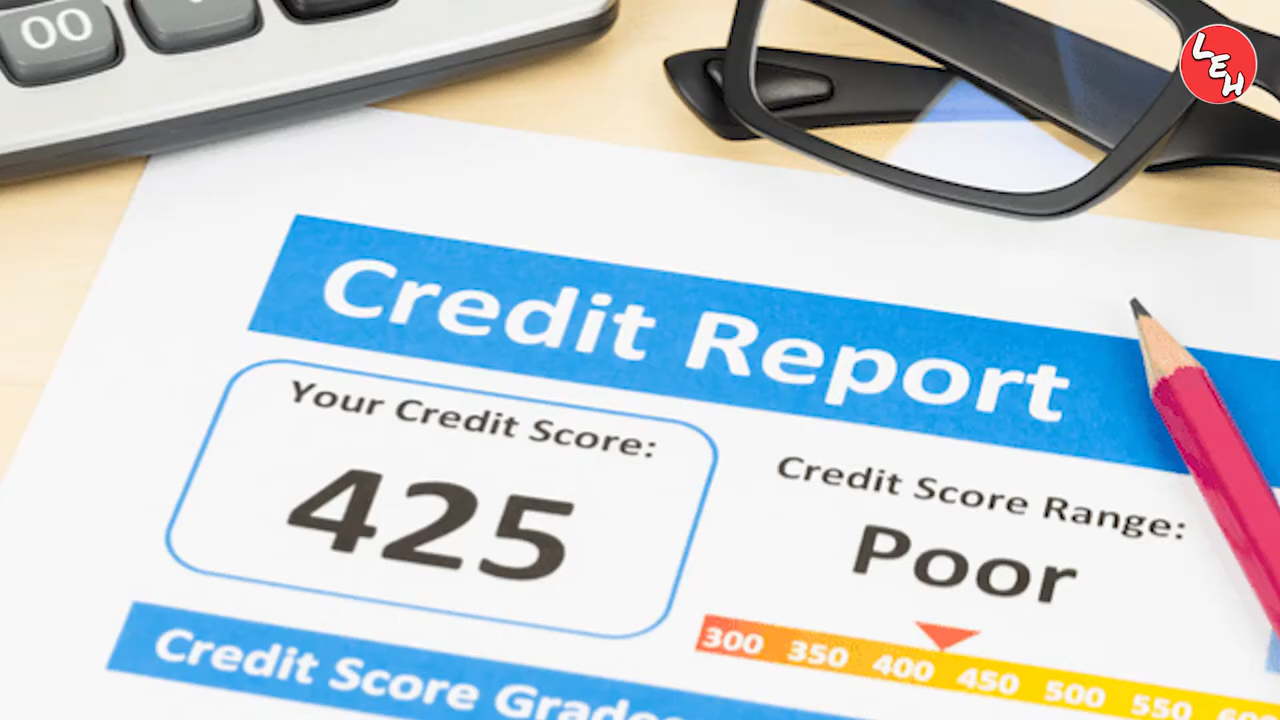 00
LEH
Credit Report
Your Credit Score:
425
Credit Score Range:
Poor
300 350 400 450 500 550
Credit Score Grades